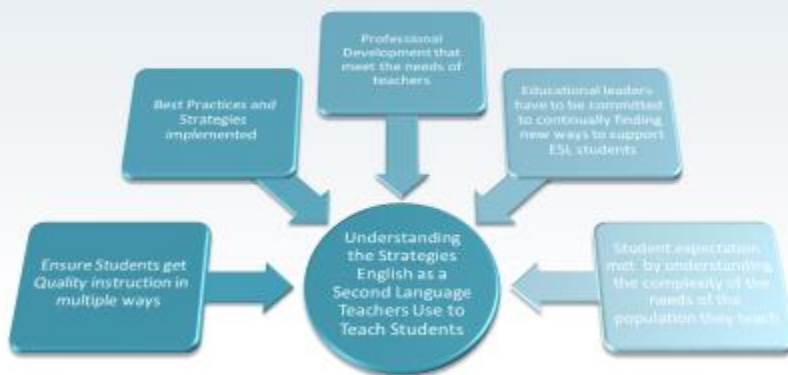 Professional
Development that
meet the needs of
teachers
Best Practices and
Strategies
implemented
Educational leaders
have to be committed
to continually finding
new ways to support
ESL students
Ensure Students get
Quality instruction in
multiple ways
Understanding
the Strategies
English as a
Second Language
Teachers Use to
Teach Students
Student expectation
met by understanding
the complexity of the
needs of the
population they teach